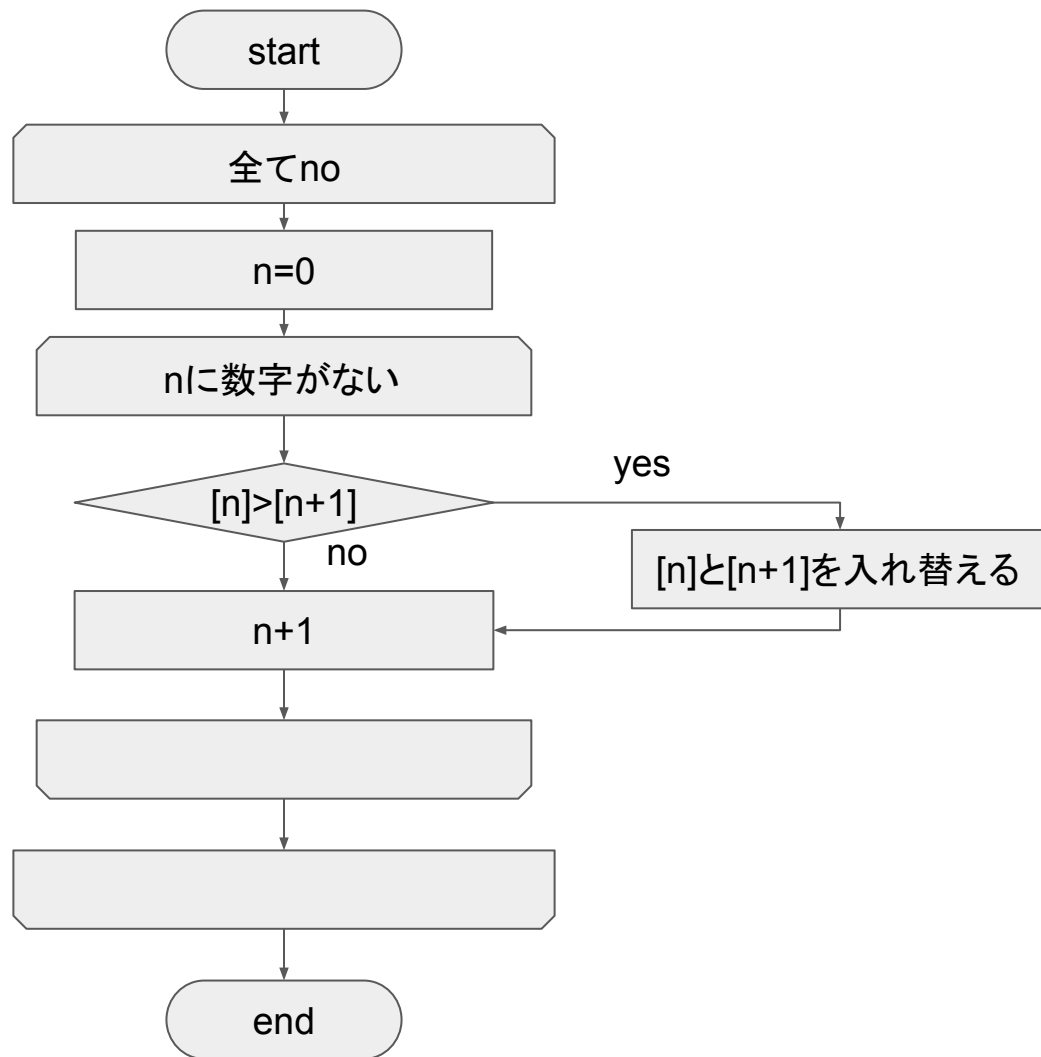 start
全てno
n=0
nに数字がない
yes
[n]>[n+1]
no
[n]と[n+1]を入れ替える
n+1
end